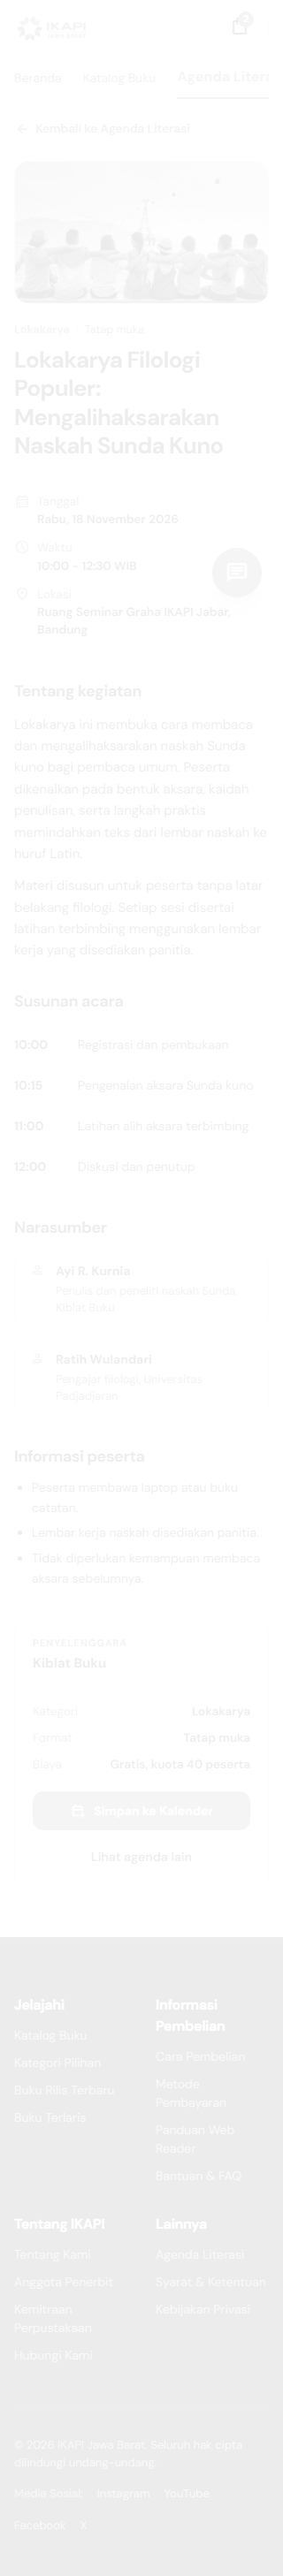 IKAPI
Beranda Katalog Buku Agenda Litera
Kembali ke Agenda Literasi
Lokakarya Tatap muka
Lokakarya Filologi
Populer:
Mengalihaksarakan
Naskah Sunda Kuno
Tanggal
Rabu, 18 November 2026
Waktu
10:00 – 12:30 WIB
Lokasi
Ruang Seminar Graha IKAPI Jabar,
Bandung
Tentang kegiatan
Lokakarya ini membuka cara membaca
dan mengalihaksarakan naskah Sunda
kuno bagi pembaca umum. Peserta
dikenalkan pada bentuk aksara, kaidah
penulisan, serta langkah praktis
memindahkan teks dari lembar naskah ke
huruf Latin.
Materi disusun untuk peserta tanpa latar
belakang filologi. Setiap sesi disertai
latihan terbimbing menggunakan lembar
kerja yang disediakan panitia.
Susunan acara
10:00 Registrasi dan pembukaan
10:15 Pengenalan aksara Sunda kuno
11:00 Latihan alih aksara terbimbing
12:00 Diskusi dan penutup
Narasumber
Ayi R. Kurnia
Penulis dan peneliti naskah Sunda,
Kiblat Buku
Ratih Wulandari
Pengajar filologi, Universitas
Padjadjaran
Informasi peserta
Peserta membawa laptop atau buku
catatan.
Lembar kerja naskah disediakan panitia.
Tidak diperlukan kemampuan membaca
aksara sebelumnya.
PENYELENGGARA
Kiblat Buku
Kategori Lokakarya
Format Tatap muka
Biaya Gratis, kuota 40 peserta
Simpan ke Kalender
Lihat agenda lain
Jelajahi
Katalog Buku
Kategori Pilihan
Buku Rilis Terbaru
Buku Terlaris
Informasi
Pembelian
Cara Pembelian
Metode
Pembayaran
Panduan Web
Reader
Bantuan & FAQ
Tentang IKAPI
Tentang Kami
Anggota Penerbit
Kemitraan
Perpustakaan
Hubungi Kami
Lainnya
Agenda Literasi
Syarat & Ketentuan
Kebijakan Privasi
© 2026 IKAPI Jawa Barat. Seluruh hak cipta
dilindungi undang-undang.
Media Sosial: Instagram YouTube
Facebook X